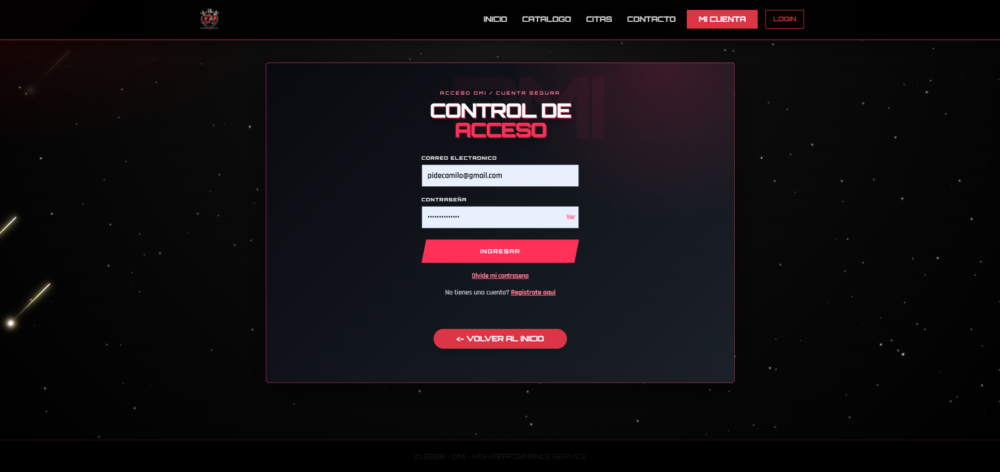 DI
INICIO
CATALOGO
CITAS
CONTACTO
MI CUENTA
LOGIN
DMI
ACCESO DMI / CUENTA SEGURA
CONTROL DE
ACCESO
CORREO ELECTRONICO
pidecamilo@gmail.com
CONTRASEÑA
••••••••••••••
Ver
INGRESAR
Olvide mi contrasena
No tienes una cuenta? Registrate aqui
<- VOLVER AL INICIO
(c) 2026 - DMI - HIGH PERFORMANCE SERVICE